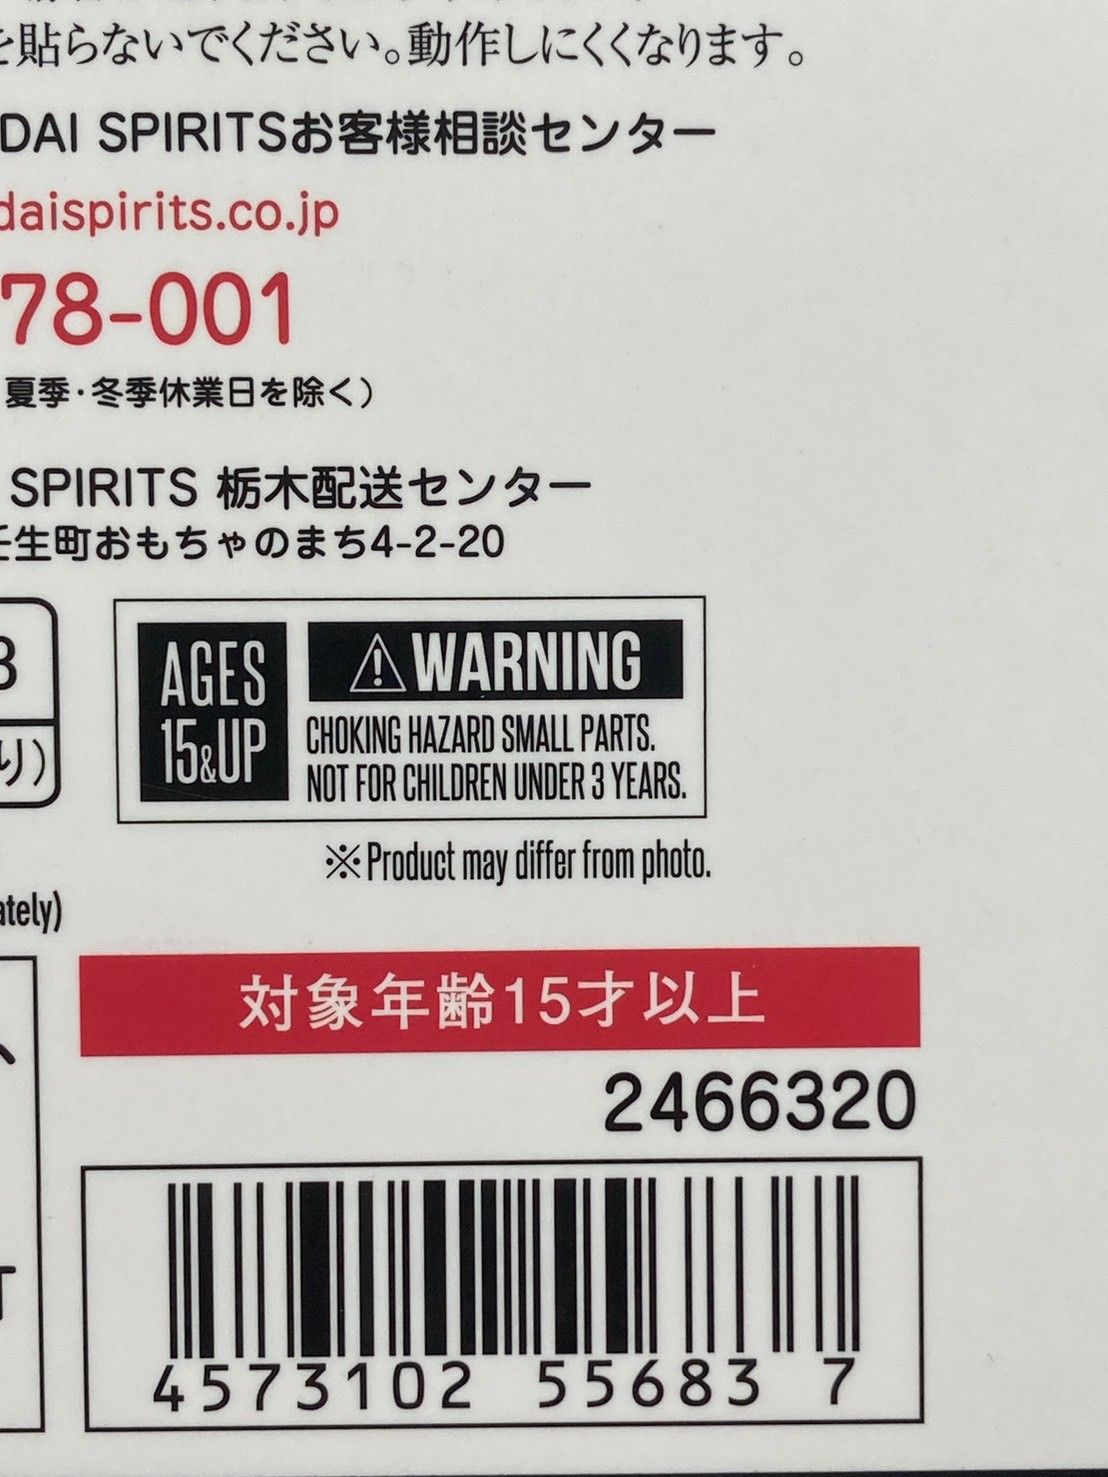 を貼らないでください。動作しにくくなります。
DAI SPIRITSお客様相談センター
daispirits.co.jp
78-001
夏季・冬季休業日を除く）
SPIRITS 栃木配送センター
壬生町おもちゃのまち4-2-20
3
り）
AGES
15&UP
⚠WARNING
CHOKING HAZARD SMALL PARTS.
NOT FOR CHILDREN UNDER 3 YEARS.
※Product may differ from photo.
ately)
対象年齢15才以上
2466320
4573102 55683 7